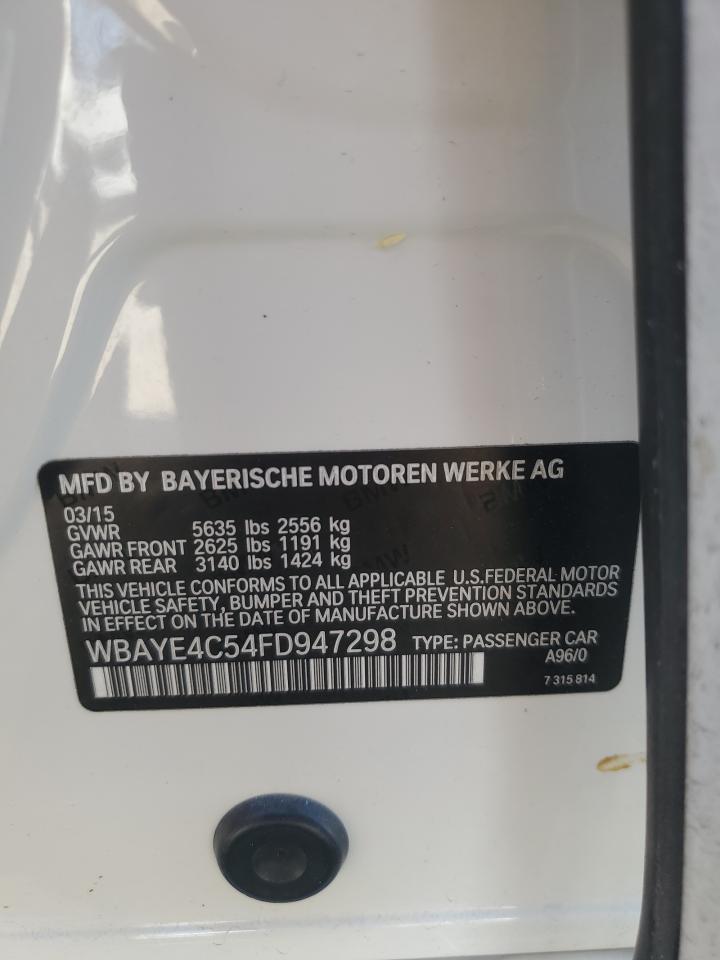 MFD BY BAYERISCHE MOTOREN WERKE AG
03/15
GVWR 5635 lbs 2556 kg
GAWR FRONT 2625 lbs 1191 kg
GAWR REAR 3140 lbs 1424 kg
THIS VEHICLE CONFORMS TO ALL APPLICABLE U.S.FEDERAL MOTOR
VEHICLE SAFETY, BUMPER AND THEFT PREVENTION STANDARDS
IN EFFECT ON THE DATE OF MANUFACTURE SHOWN ABOVE.
WBAYE4C54FD947298 TYPE: PASSENGER CAR
A96/0
7 315 814